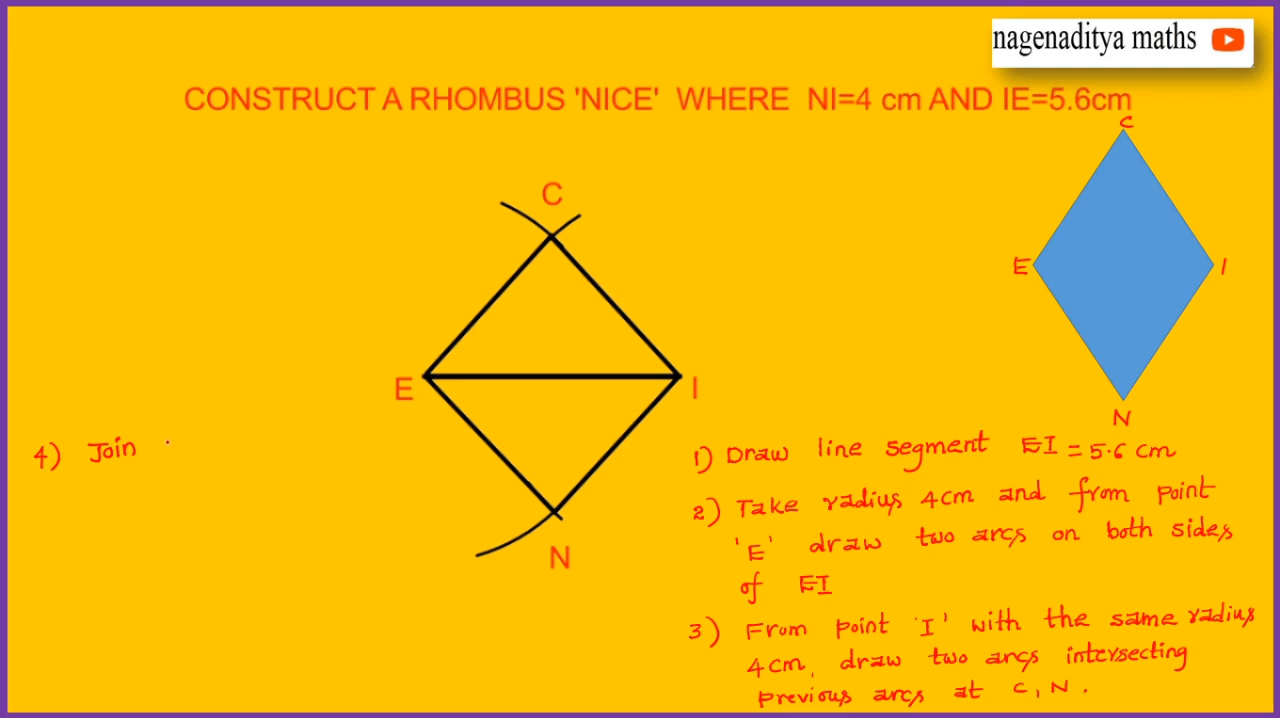 nagenaditya maths
CONSTRUCT A RHOMBUS 'NICE' WHERE NI=4 cm AND IE=5.6cm
C
E
I
N
C
E
I
N
4) Join
1) Draw line segment EI = 5.6 cm
2) Take radius 4cm and from point
'E' draw two arcs on both sides
of EI
3) From point 'I' with the same radius
4cm, draw two arcs intersecting
previous arcs at C, N.